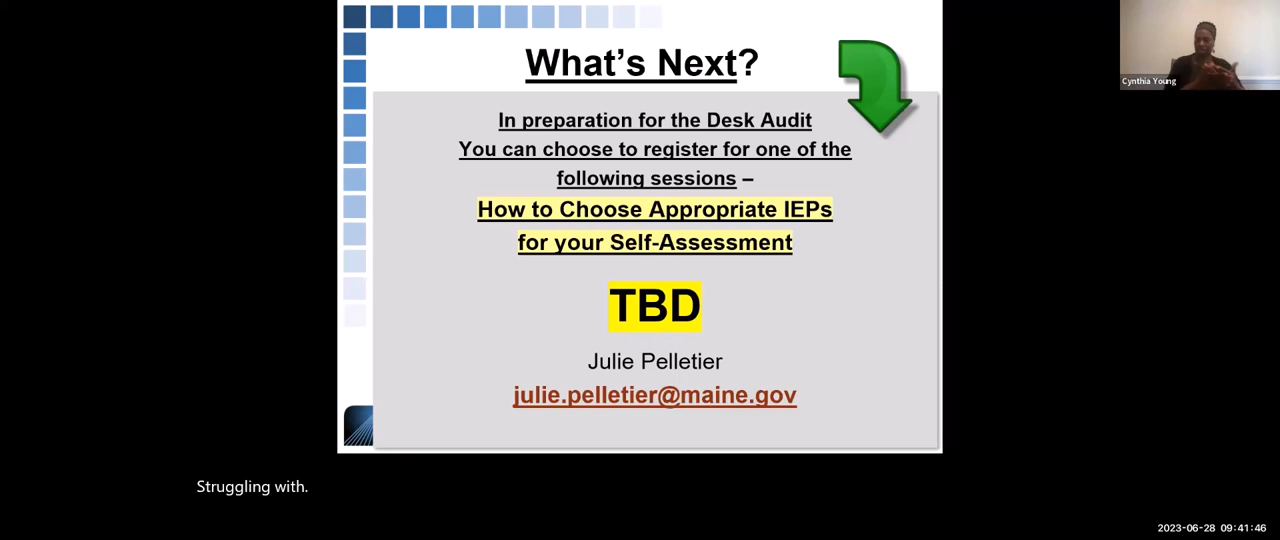 What's Next?
In preparation for the Desk Audit
You can choose to register for one of the
following sessions –
How to Choose Appropriate IEPs
for your Self-Assessment
TBD
Julie Pelletier
julie.pelletier@maine.gov
Cynthia Young
Struggling with.
2023-06-28 09:41:46